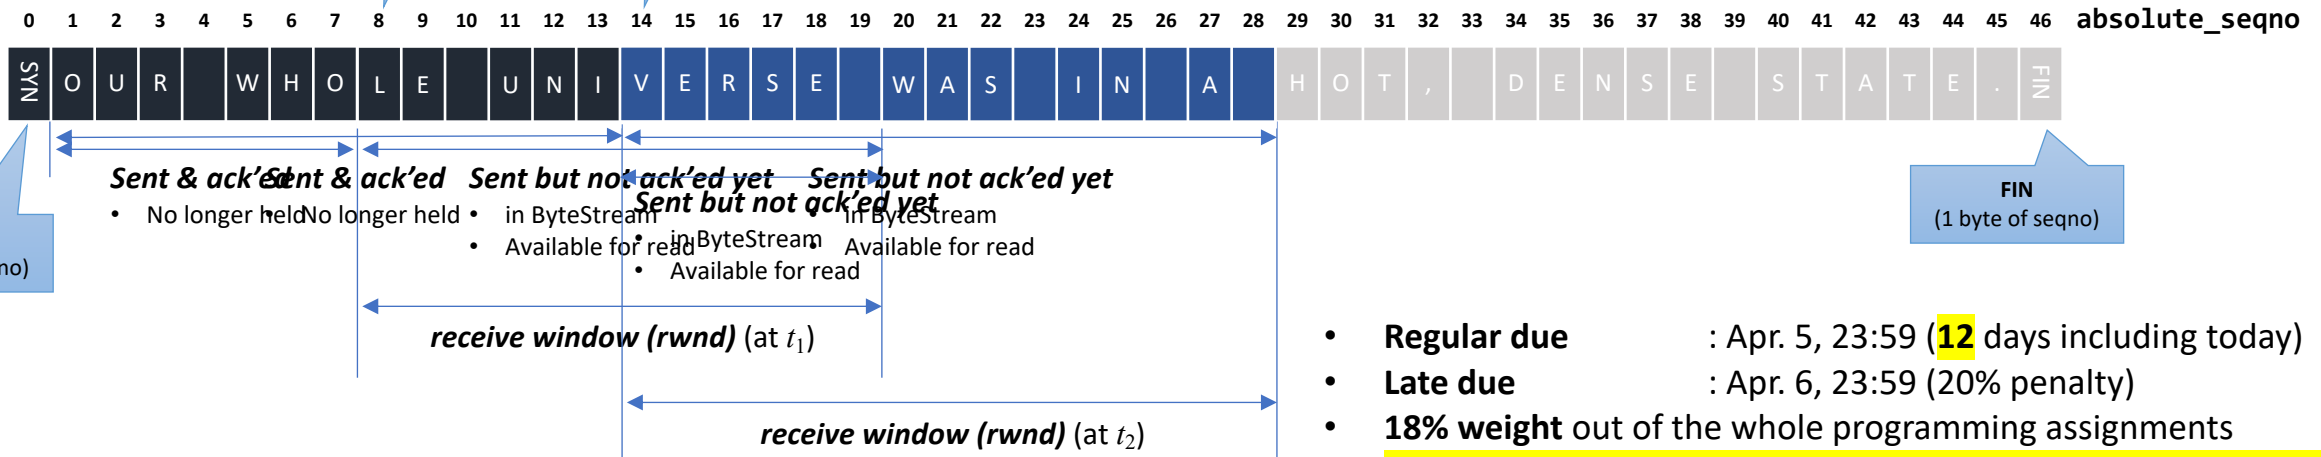 0 1 2 3 4 5 6 7 8 9 10 11 12 13 14 15 16 17 18 19 20 21 22 23 24 25 26 27 28 29 30 31 32 33 34 35 36 37 38 39 40 41 42 43 44 45 46 absolute_seqno
SYN O U R W H O L E U N I V E R S E W A S I N A H O T , D E N S E S T A T E . FIN
Sent & ack'ed Sent & ack'ed Sent but not ack'ed yet Sent but not ack'ed yet
• No longer held • No longer held • in ByteStream • in ByteStream
• Available for read • Available for read
Sent but not ack'ed yet
• in ByteStream
• Available for read
no)
FIN
(1 byte of seqno)
receive window (rwnd) (at t1)
receive window (rwnd) (at t2)
• Regular due : Apr. 5, 23:59 (12 days including today)
• Late due : Apr. 6, 23:59 (20% penalty)
• 18% weight out of the whole programming assignments